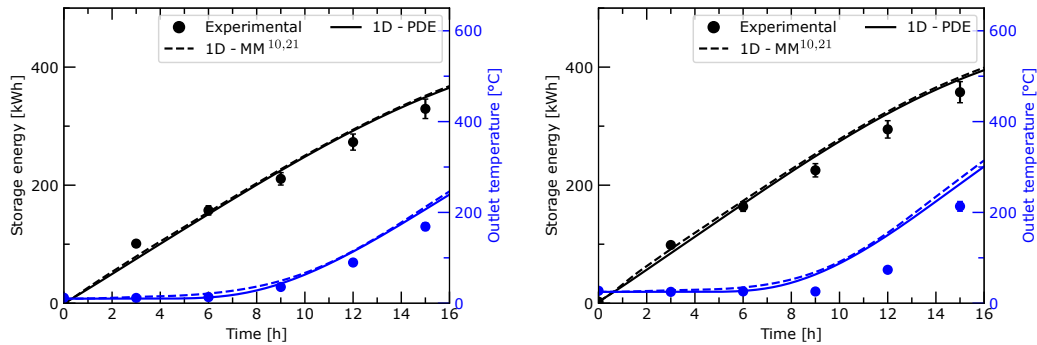 Experimental
1D - MM10,21
1D - PDE
Storage energy [kWh]
400
200
0
Outlet temperature [°C]
600
400
200
0
0 2 4 6 8 10 12 14 16
Time [h]
Experimental
1D - MM10,21
1D - PDE
Storage energy [kWh]
400
200
0
Outlet temperature [°C]
600
400
200
0
0 2 4 6 8 10 12 14 16
Time [h]